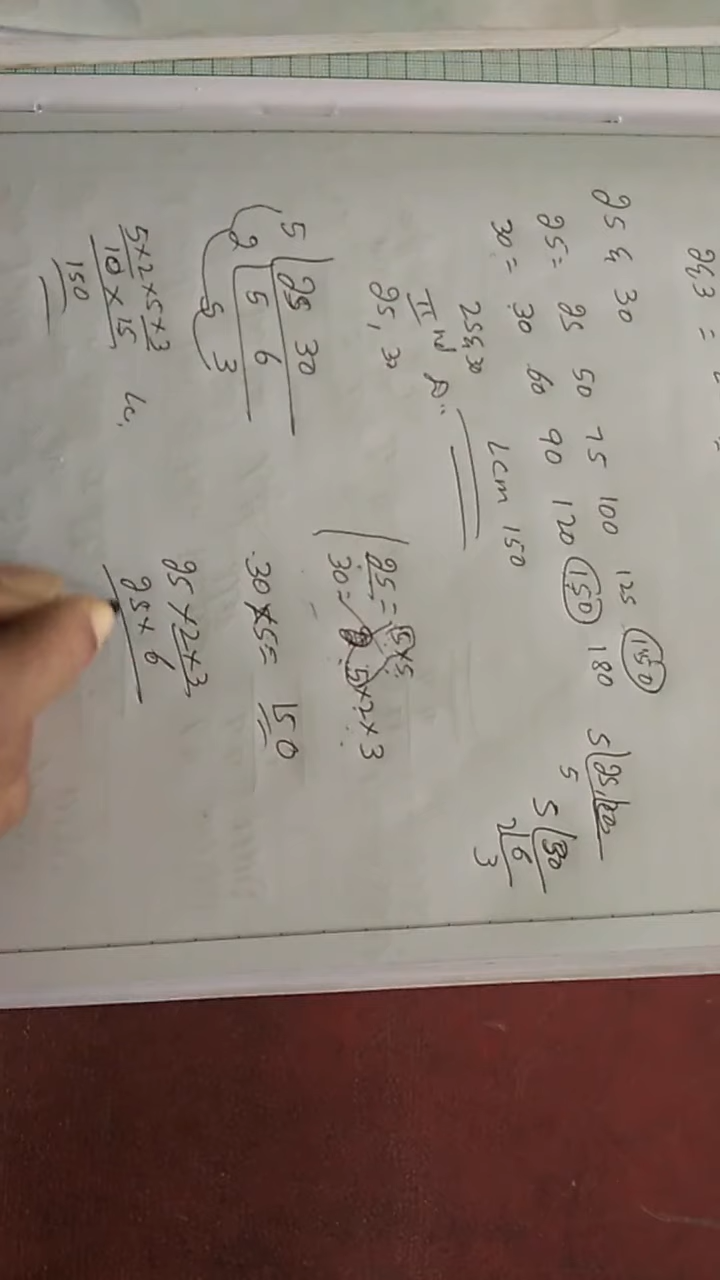 25 & 30
25 = 25 50 75 100 125 150
30 = 30 60 90 120 150 180
LCM 150
25 & 30
II nd
25, 30
5 | 25 30
2 | 5 6
5 3
5×2×5×3
10 × 15
150
25 = 5×5
30 = 5×2×3
30 × 5 = 150
25 × 2 × 3
25 × 6
5 | 25
5
5 | 30
2 | 6
3